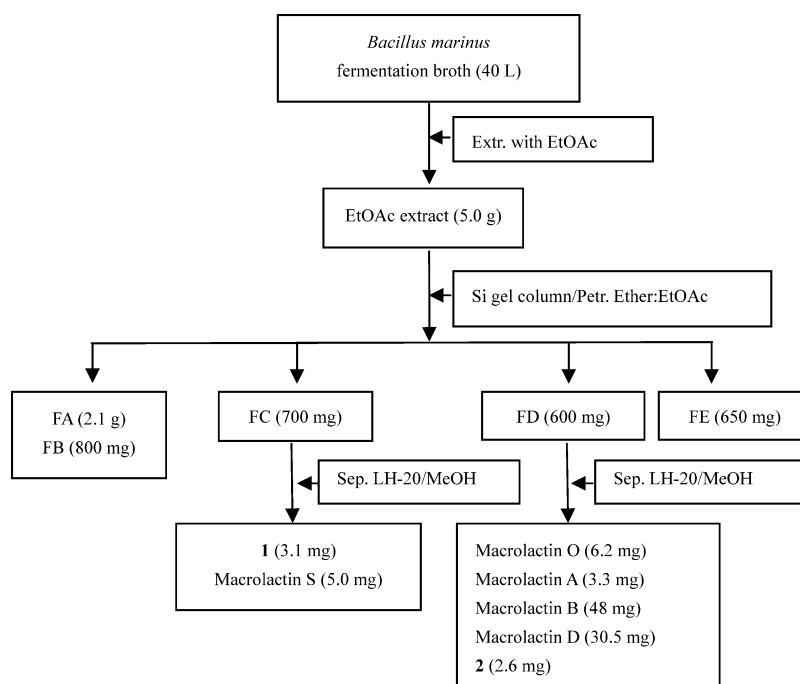 Bacillus marinus
fermentation broth (40 L)
Extr. with EtOAc
EtOAc extract (5.0 g)
Si gel column/Petr. Ether:EtOAc
FA (2.1 g)
FB (800 mg)
FC (700 mg)
FD (600 mg)
FE (650 mg)
Sep. LH-20/MeOH
Sep. LH-20/MeOH
1 (3.1 mg)
Macrolactin S (5.0 mg)
Macrolactin O (6.2 mg)
Macrolactin A (3.3 mg)
Macrolactin B (48 mg)
Macrolactin D (30.5 mg)
2 (2.6 mg)